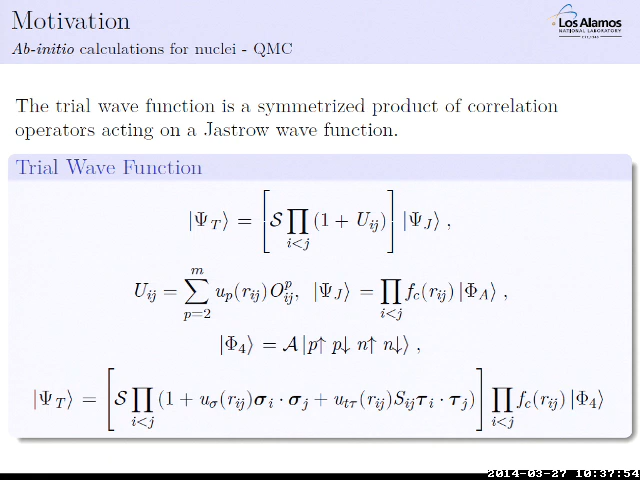 Motivation
Los Alamos
NATIONAL LABORATORY
Ab-initio calculations for nuclei - QMC
The trial wave function is a symmetrized product of correlation
operators acting on a Jastrow wave function.
Trial Wave Function
|Ψ_T⟩ = [𝒮 ∏_{i<j} (1 + U_{ij})] |Ψ_J⟩ ,
U_{ij} = ∑_{p=2}^{m} u_p(r_{ij}) O^p_{ij}, |Ψ_J⟩ = ∏_{i<j} f_c(r_{ij}) |Φ_A⟩ ,
|Φ_4⟩ = 𝒜 |p↑ p↓ n↑ n↓⟩ ,
|Ψ_T⟩ = [𝒮 ∏_{i<j} (1 + u_σ(r_{ij}) σ_i · σ_j + u_{tτ}(r_{ij}) S_{ij} τ_i · τ_j)] ∏_{i<j} f_c(r_{ij}) |Φ_4⟩
2014-03-27 10:37:54